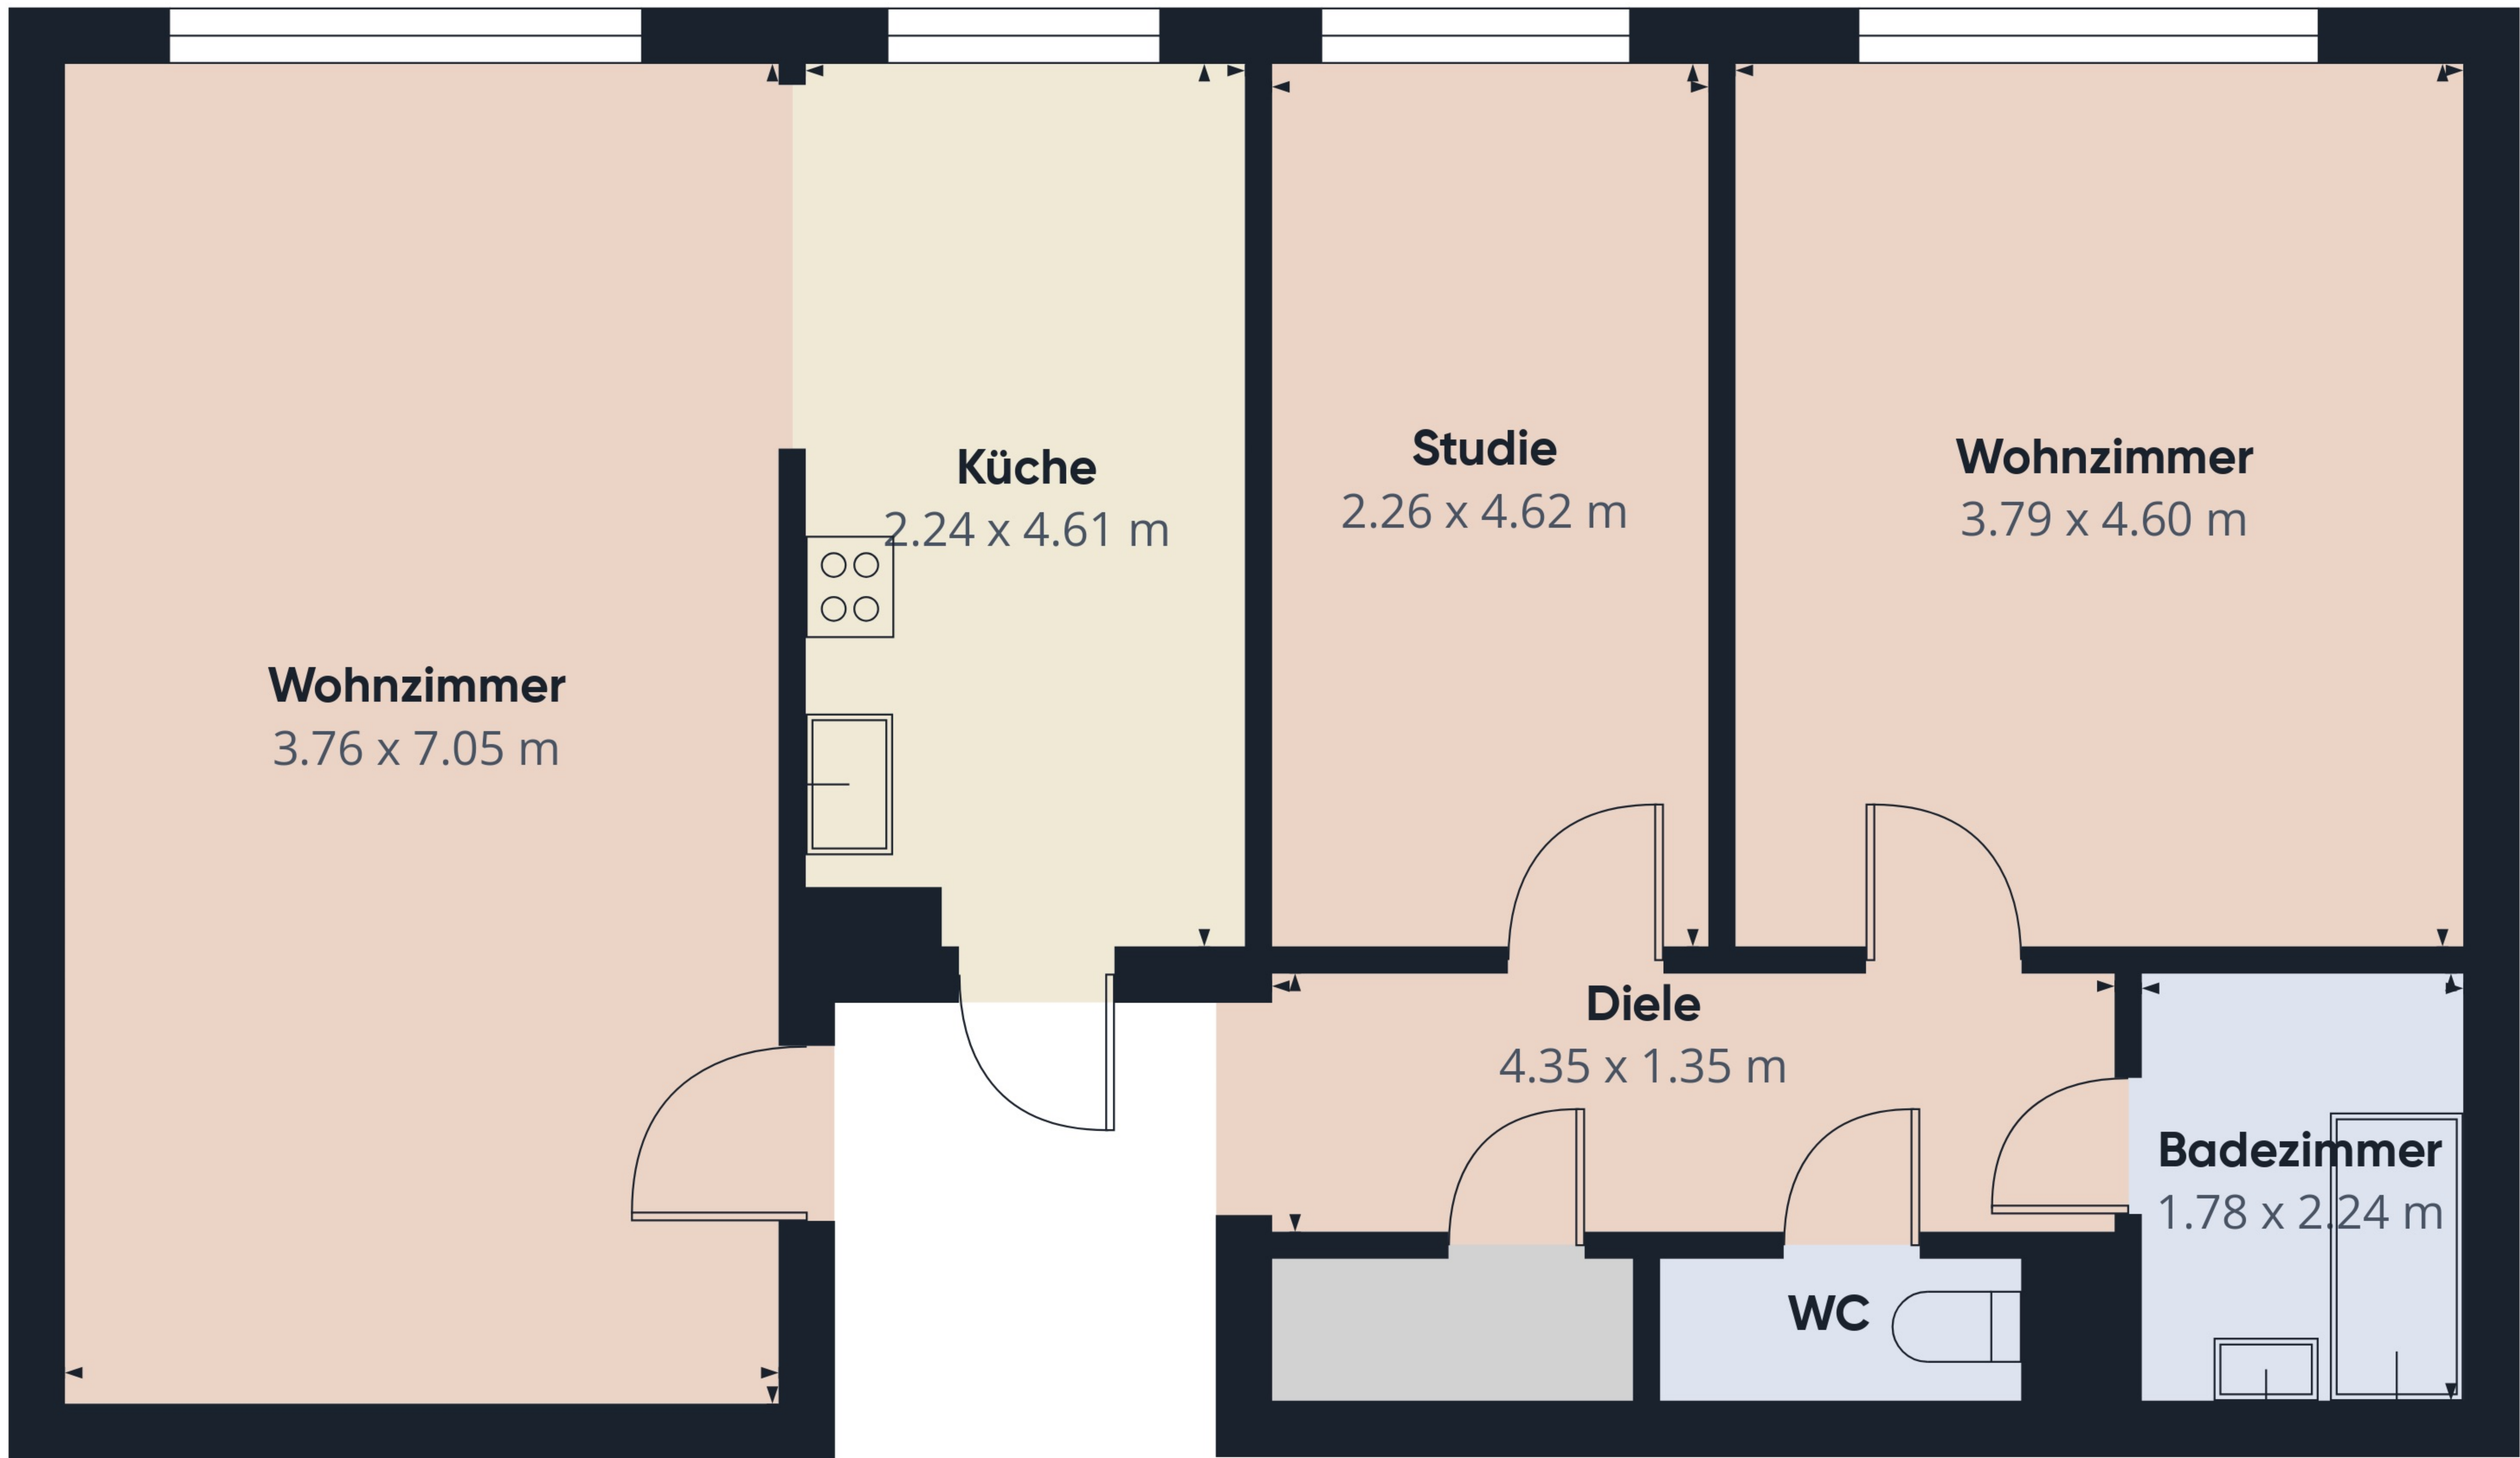 Wohnzimmer
3.76 x 7.05 m
Küche
2.24 x 4.61 m
Studie
2.26 x 4.62 m
Wohnzimmer
3.79 x 4.60 m
Diele
4.35 x 1.35 m
Badezimmer
1.78 x 2.24 m
WC